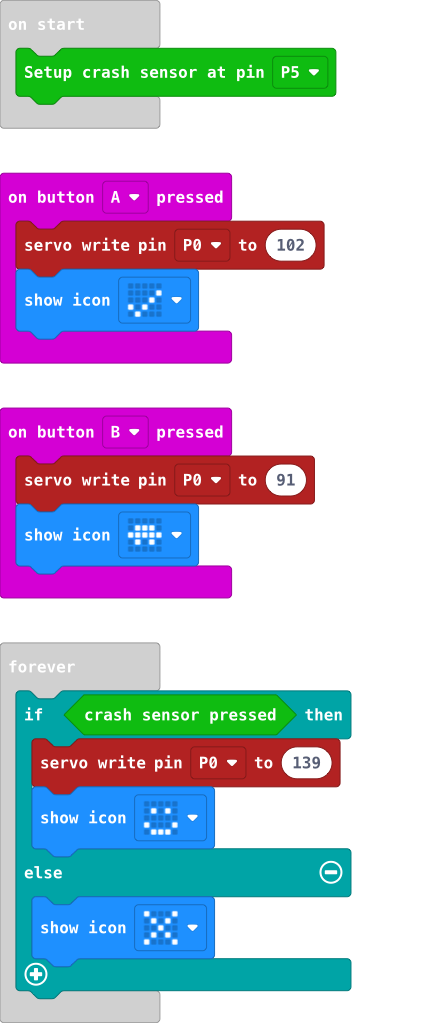 on start
Setup crash sensor at pin P5
on button A pressed
servo write pin P0 to 102
show icon
on button B pressed
servo write pin P0 to 91
show icon
forever
if crash sensor pressed then
servo write pin P0 to 139
show icon
else
show icon